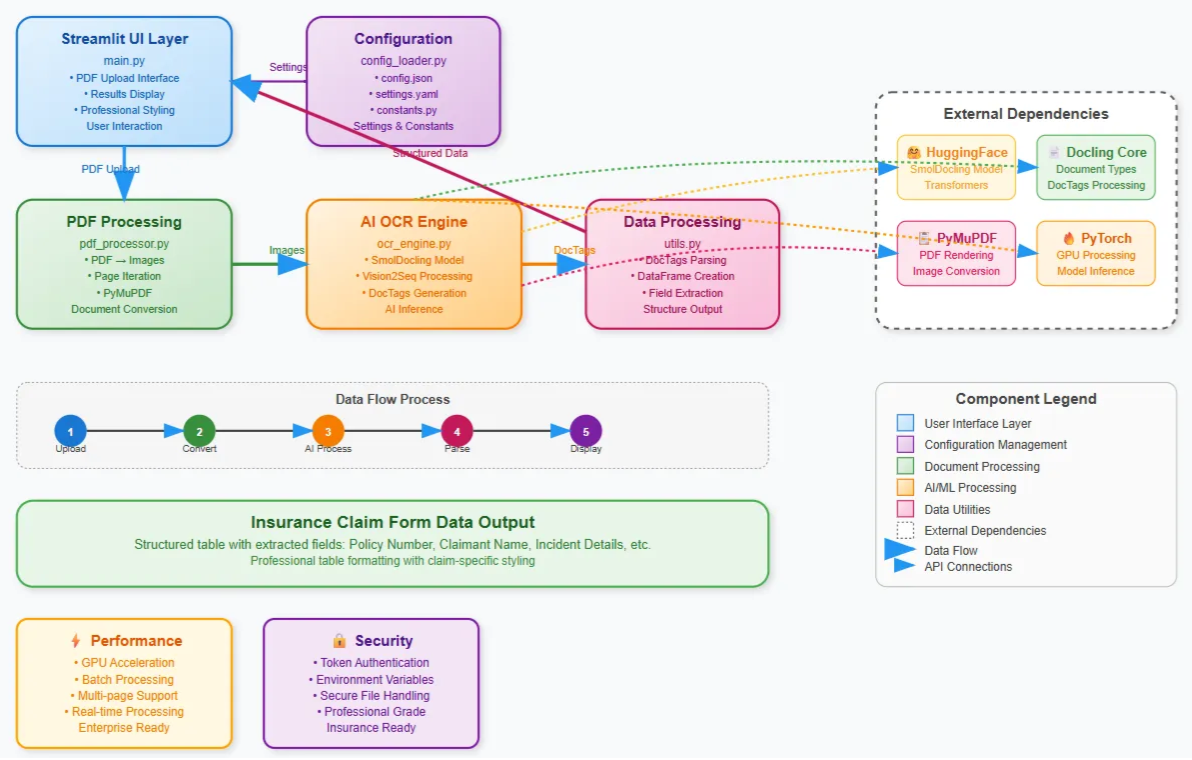 Streamlit UI Layer
main.py
• PDF Upload Interface
• Results Display
• Professional Styling
User Interaction
Settings
Configuration
config_loader.py
• config.json
• settings.yaml
• constants.py
Settings & Constants
Structured Data
PDF Upload
PDF Processing
pdf_processor.py
• PDF → Images
• Page Iteration
• PyMuPDF
Document Conversion
Images
AI OCR Engine
ocr_engine.py
• SmolDocling Model
• Vision2Seq Processing
• DocTags Generation
AI Inference
DocTags
Data Processing
utils.py
• DocTags Parsing
• DataFrame Creation
• Field Extraction
Structure Output
External Dependencies
🤗 HuggingFace
SmolDocling Model
Transformers
📄 Docling Core
Document Types
DocTags Processing
PyMuPDF
PDF Rendering
Image Conversion
🔥 PyTorch
GPU Processing
Model Inference
Data Flow Process
1
2
3
4
5
Upload
Convert
AI Process
Parse
Display
Component Legend
User Interface Layer
Configuration Management
Document Processing
AI/ML Processing
Data Utilities
External Dependencies
Data Flow
API Connections
Insurance Claim Form Data Output
Structured table with extracted fields: Policy Number, Claimant Name, Incident Details, etc.
Professional table formatting with claim-specific styling
⚡ Performance
• GPU Acceleration
• Batch Processing
• Multi-page Support
• Real-time Processing
Enterprise Ready
🔒 Security
• Token Authentication
• Environment Variables
• Secure File Handling
• Professional Grade
Insurance Ready